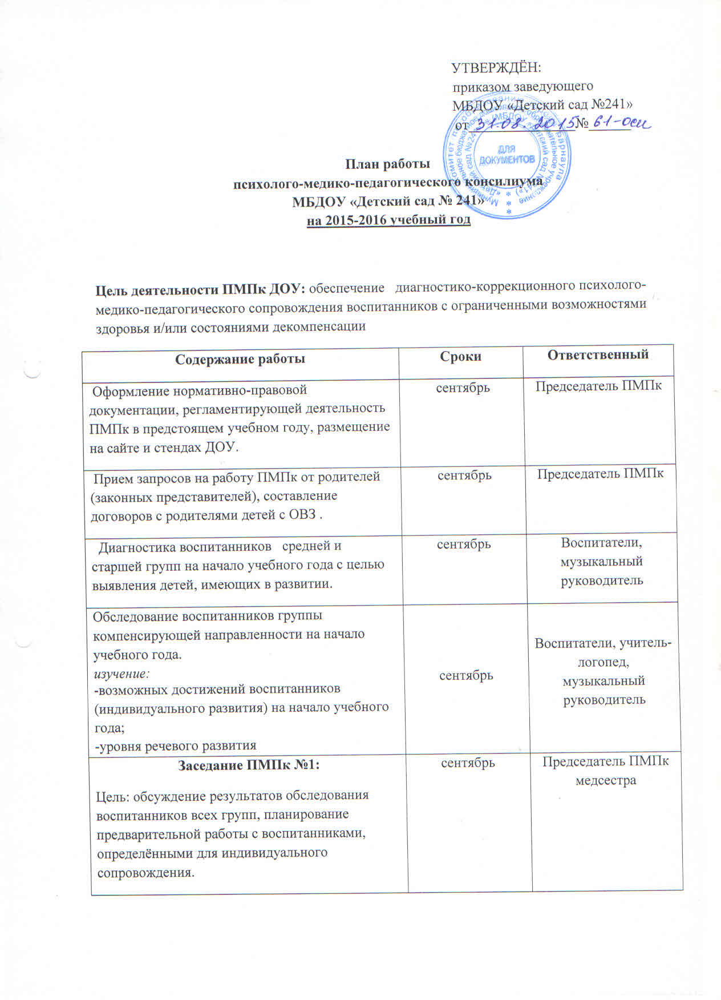 УТВЕРЖДЁН:
приказом заведующего
МБДОУ «Детский сад №241»
от 31.08.2015 № 61-осн
ДЛЯ
ДОКУМЕНТОВ
План работы
психолого-медико-педагогического консилиума
МБДОУ «Детский сад № 241»
на 2015-2016 учебный год
Цель деятельности ПМПк ДОУ: обеспечение диагностико-коррекционного психолого-
медико-педагогического сопровождения воспитанников с ограниченными возможностями
здоровья и/или состояниями декомпенсации
Содержание работы Сроки Ответственный
Оформление нормативно-правовой сентябрь Председатель ПМПк
документации, регламентирующей деятельность
ПМПк в предстоящем учебном году, размещение
на сайте и стендах ДОУ.
Прием запросов на работу ПМПк от родителей сентябрь Председатель ПМПк
(законных представителей), составление
договоров с родителями детей с ОВЗ .
Диагностика воспитанников средней и сентябрь Воспитатели,
старшей групп на начало учебного года с целью музыкальный
выявления детей, имеющих в развитии. руководитель
Обследование воспитанников группы
компенсирующей направленности на начало
учебного года.
изучение:
-возможных достижений воспитанников
(индивидуального развития) на начало учебного
года;
-уровня речевого развития
сентябрь
Воспитатели, учитель-
логопед,
музыкальный
руководитель
Заседание ПМПк №1: сентябрь Председатель ПМПк
медсестра
Цель: обсуждение результатов обследования
воспитанников всех групп, планирование
предварительной работы с воспитанниками,
определёнными для индивидуального
сопровождения.